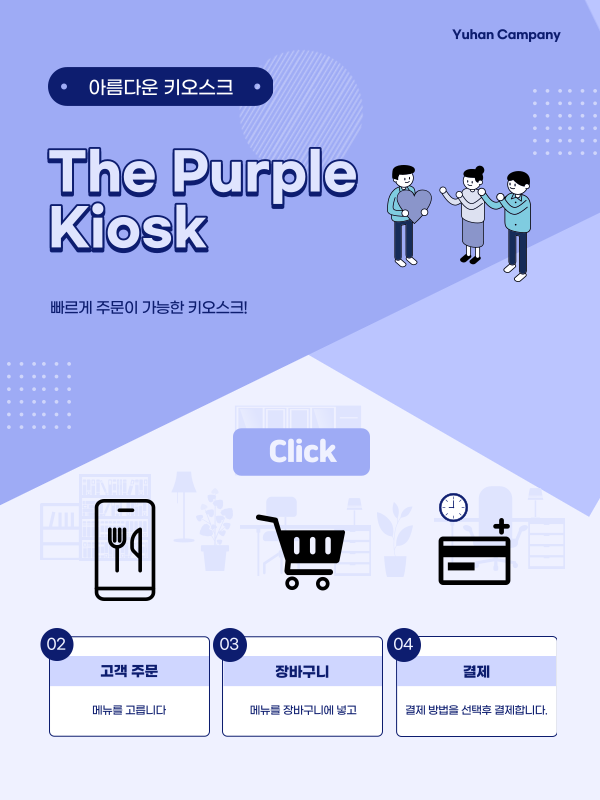 Yuhan Campany
아름다운 키오스크
The Purple
Kiosk
빠르게 주문이 가능한 키오스크!
Click
02
고객 주문
메뉴를 고릅니다
03
장바구니
메뉴를 장바구니에 넣고
04
결제
결제 방법을 선택후 결제합니다.